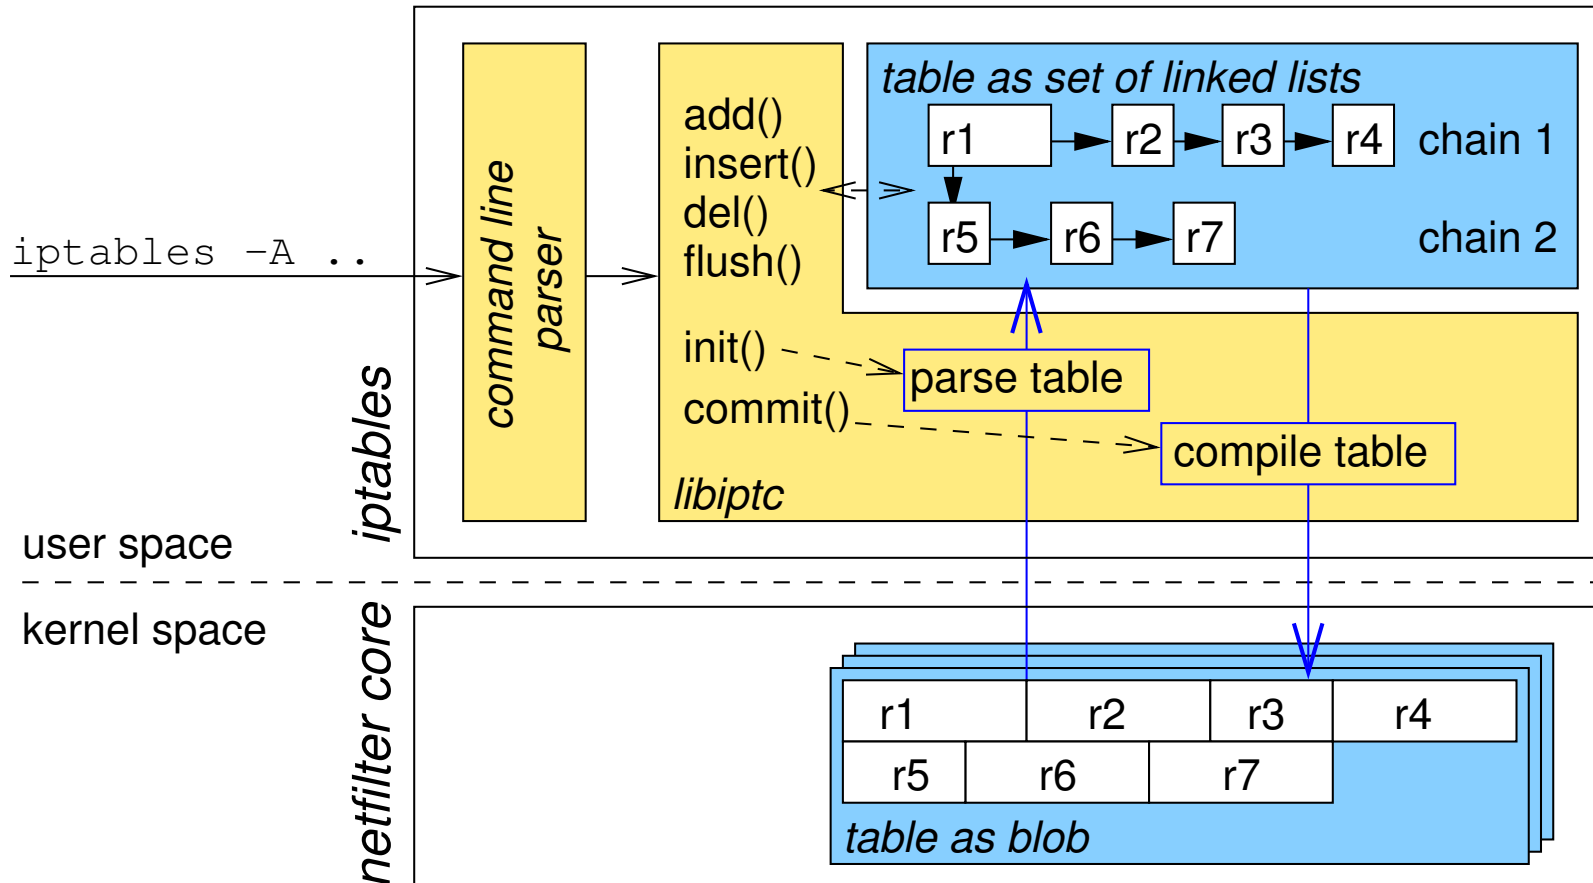 table as set of linked lists
add()
r1
r2
r3
r4
chain 1
insert()
del()
r5
r6
r7
chain 2
iptables −A ..
flush()
command line
parser
init()
parse table
commit()
compile table
libiptc
iptables
user space
kernel space
netfilter core
r1
r2
r3
r4
r5
r6
r7
table as blob